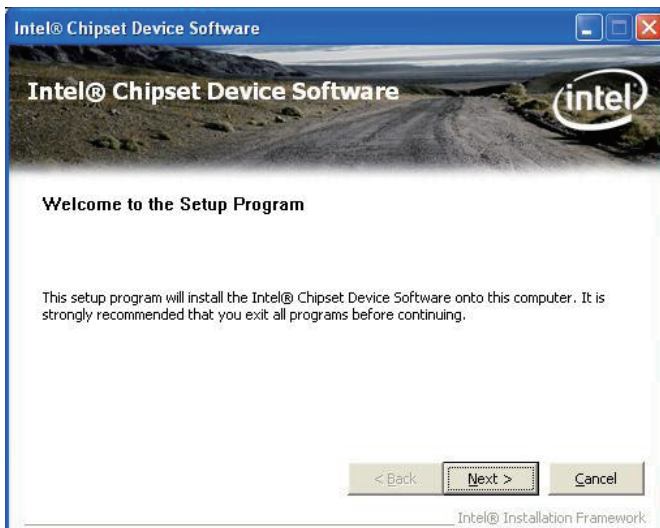 Intel® Chipset Device Software
Intel® Chipset Device Software
intel
Welcome to the Setup Program
This setup program will install the Intel® Chipset Device Software onto this computer. It is
strongly recommended that you exit all programs before continuing.
< Back
Next >
Cancel
Intel® Installation Framework